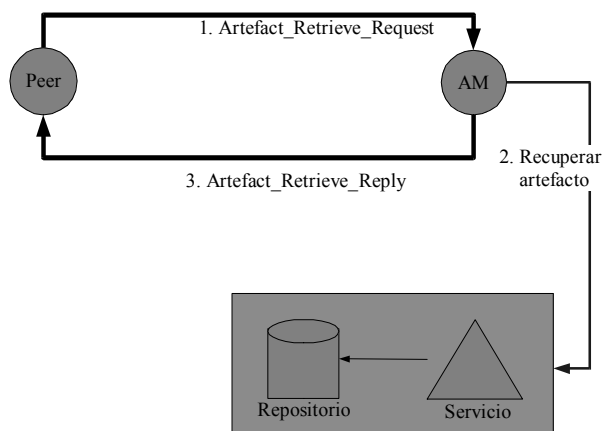 1. Artefact_Retrieve_Request
Peer
AM
2. Recuperar
artefacto
3. Artefact_Retrieve_Reply
Repositorio
Servicio